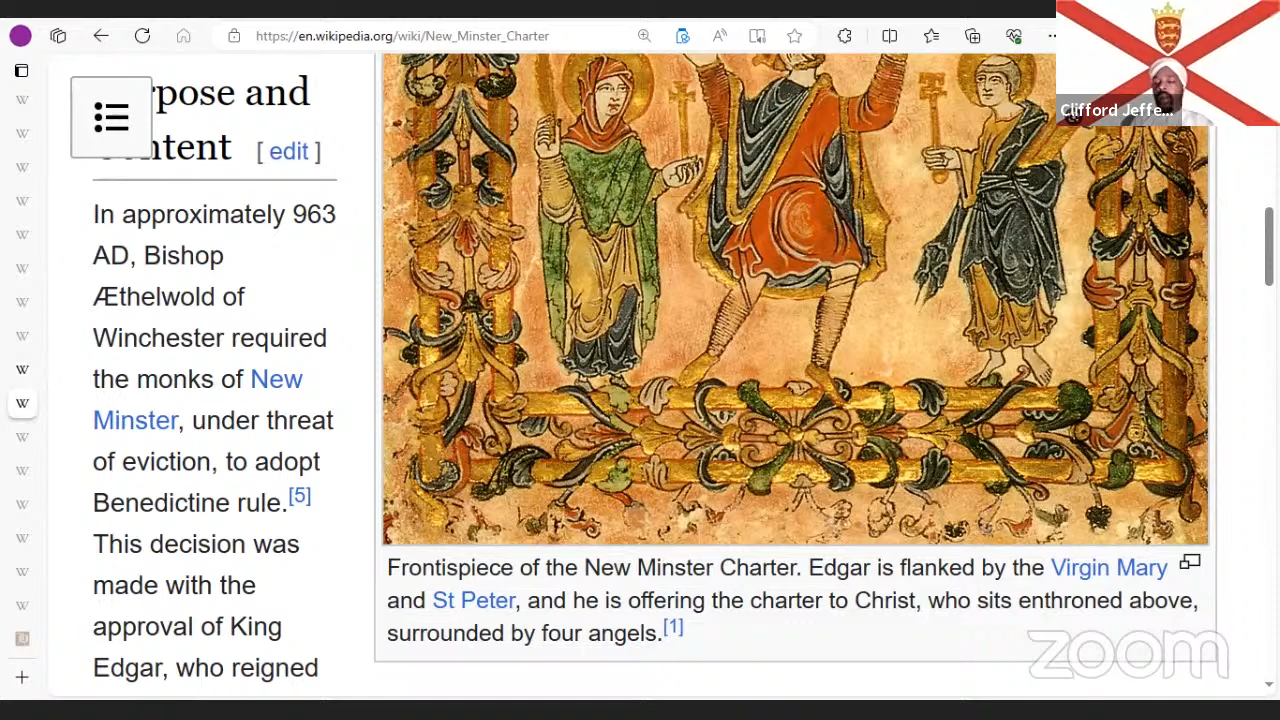 https://en.wikipedia.org/wiki/New_Minster_Charter
Clifford Jeffe...
rpose and
ntent [ edit ]
In approximately 963
AD, Bishop
Æthelwold of
Winchester required
the monks of New
Minster, under threat
of eviction, to adopt
Benedictine rule.[5]
This decision was
made with the
approval of King
Edgar, who reigned
Frontispiece of the New Minster Charter. Edgar is flanked by the Virgin Mary
and St Peter, and he is offering the charter to Christ, who sits enthroned above,
surrounded by four angels.[1]
zoom